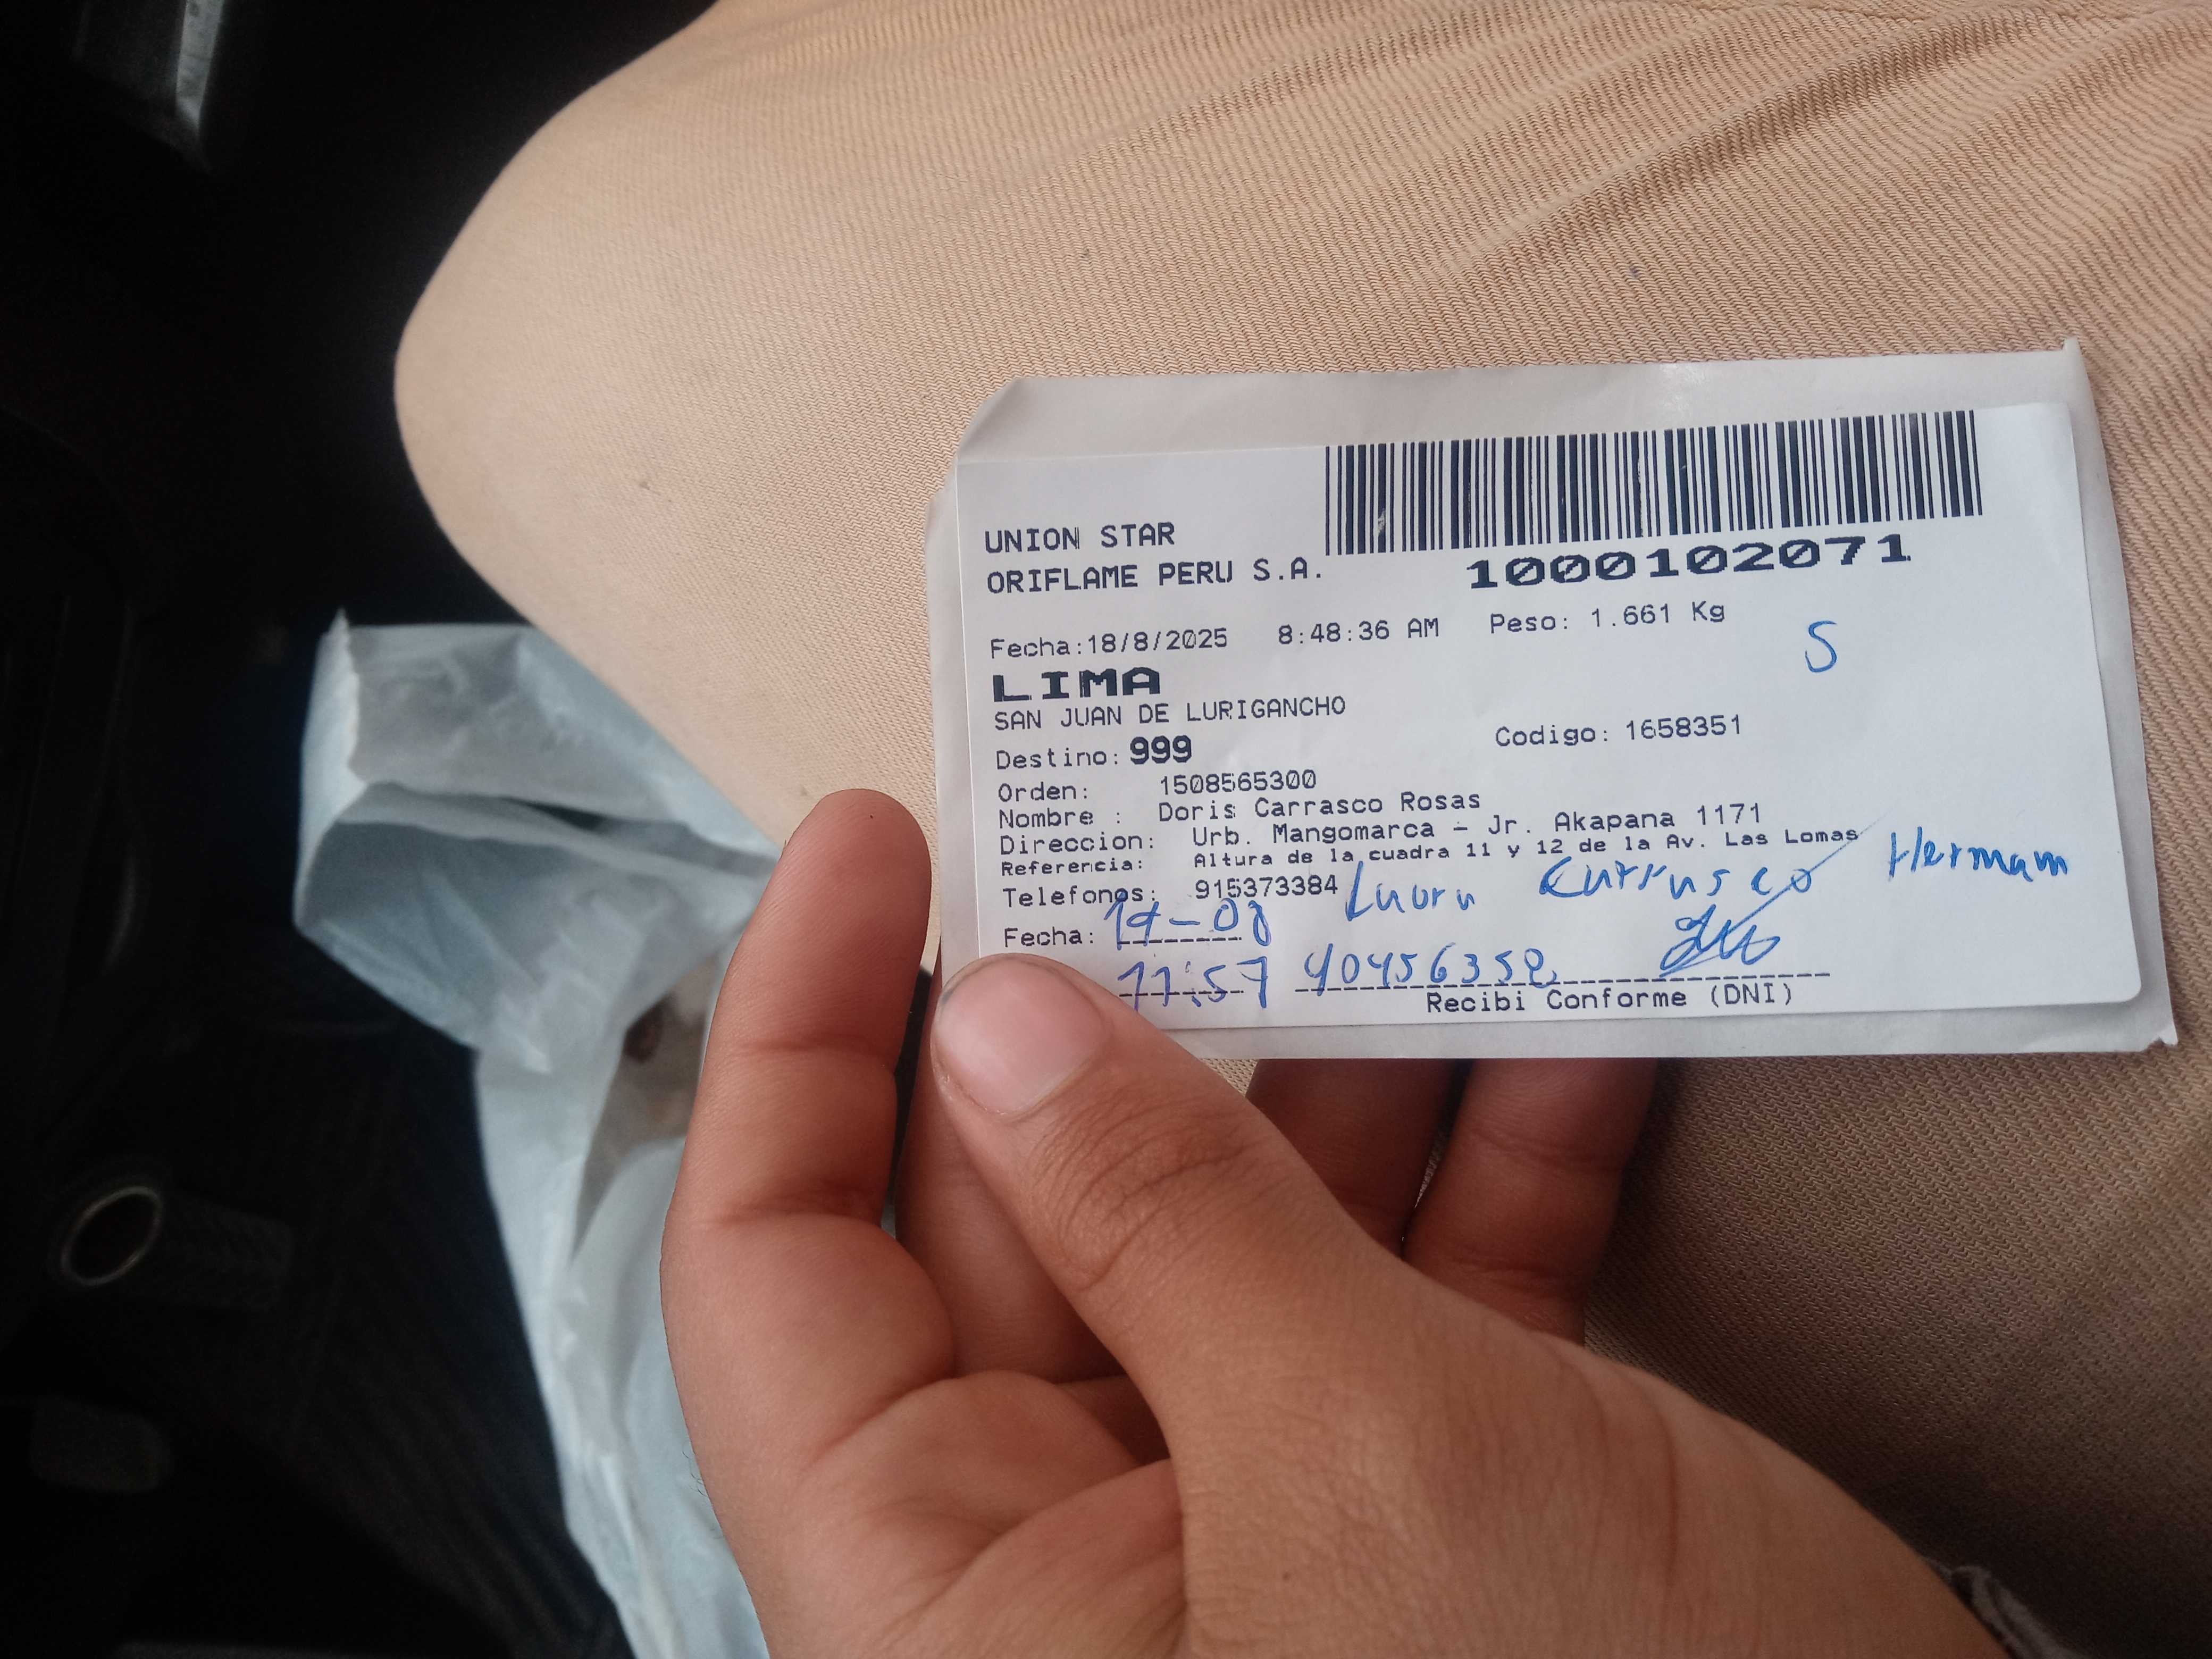 UNION STAR
ORIFLAME PERU S.A.
1000102071
Fecha:18/8/2025 8:48:36 AM Peso: 1.661 Kg
S
LIMA
SAN JUAN DE LURIGANCHO
Destino: 999 Codigo: 1658351
Orden: 1508565300
Nombre : Doris Carrasco Rosas
Direccion: Urb. Mangomarca - Jr. Akapana 1171
Referencia: Altura de la cuadra 11 y 12 de la Av. Las Lomas
Telefonos: 915373384 Laura Carrasco Hermam
Fecha: 19-08
11:57 40456352
Recibi Conforme (DNI)